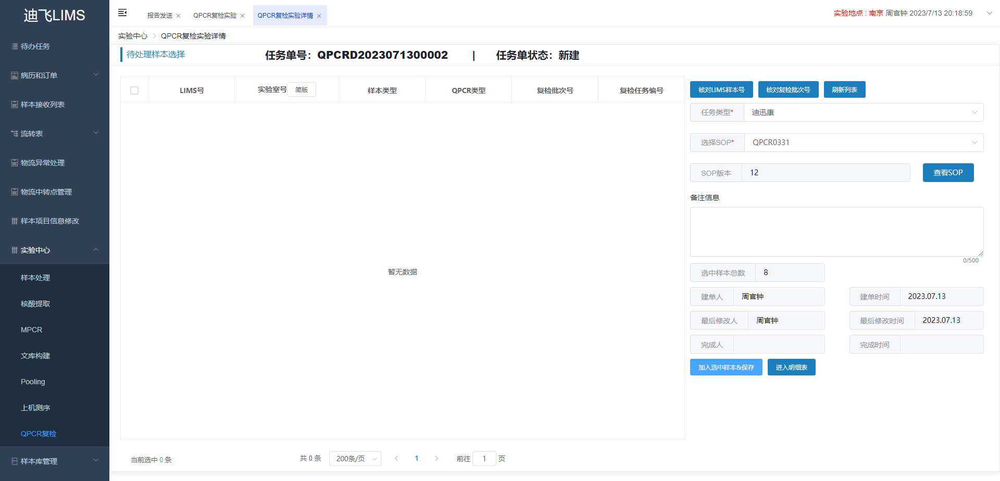 迪飞LIMS
待办任务
病历和订单
样本接收列表
流转表
物流异常处理
物流中转点管理
样本项目信息修改
实验中心
样本处理
核酸提取
MPCR
文库构建
Pooling
上机测序
QPCR复检
样本库管理
报告发送 QPCR复检实验 QPCR复检实验详情
实验地点 : 南京 周官钟 2023/7/13 20:18:59
实验中心 QPCR复检实验详情
待处理样本选择 任务单号：QPCRD2023071300002 | 任务单状态：新建
LIMS号 实验室号 简版 样本类型 QPCR类型 复检批次号 复检任务编号
暂无数据
当前选中 0 条 共 0 条 200条/页 1 前往 1 页
核对LIMS样本号 核对复检批次号 刷新列表
任务类型* 迪迅康
选择SOP* QPCR0331
SOP版本 12 查看SOP
备注信息
0/500
选中样本总数 8
建单人 周官钟 建单时间 2023.07.13
最后修改人 周官钟 最后修改时间 2023.07.13
完成人 完成时间
加入选中样本&保存 进入明细表